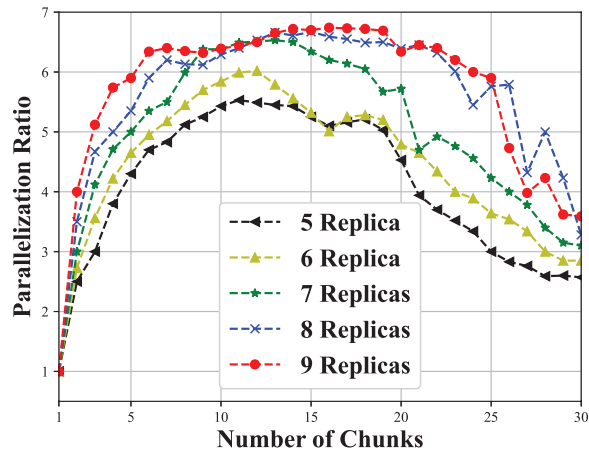 7
6
5
4
3
2
1
Parallelization Ratio
5 Replica
6 Replica
7 Replicas
8 Replicas
9 Replicas
1 5 10 15 20 25 30
Number of Chunks